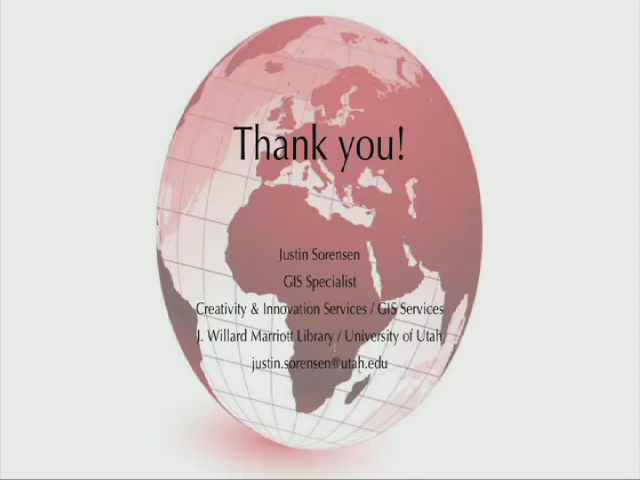 Thank you!
Justin Sorensen
GIS Specialist
Creativity & Innovation Services / GIS Services
J. Willard Marriott Library / University of Utah
justin.sorensen@utah.edu